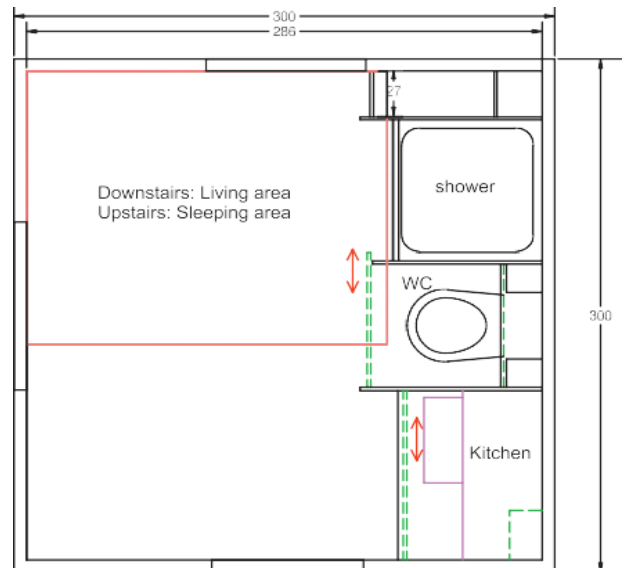 300
286
27
Downstairs: Living area
Upstairs: Sleeping area
shower
WC
300
Kitchen